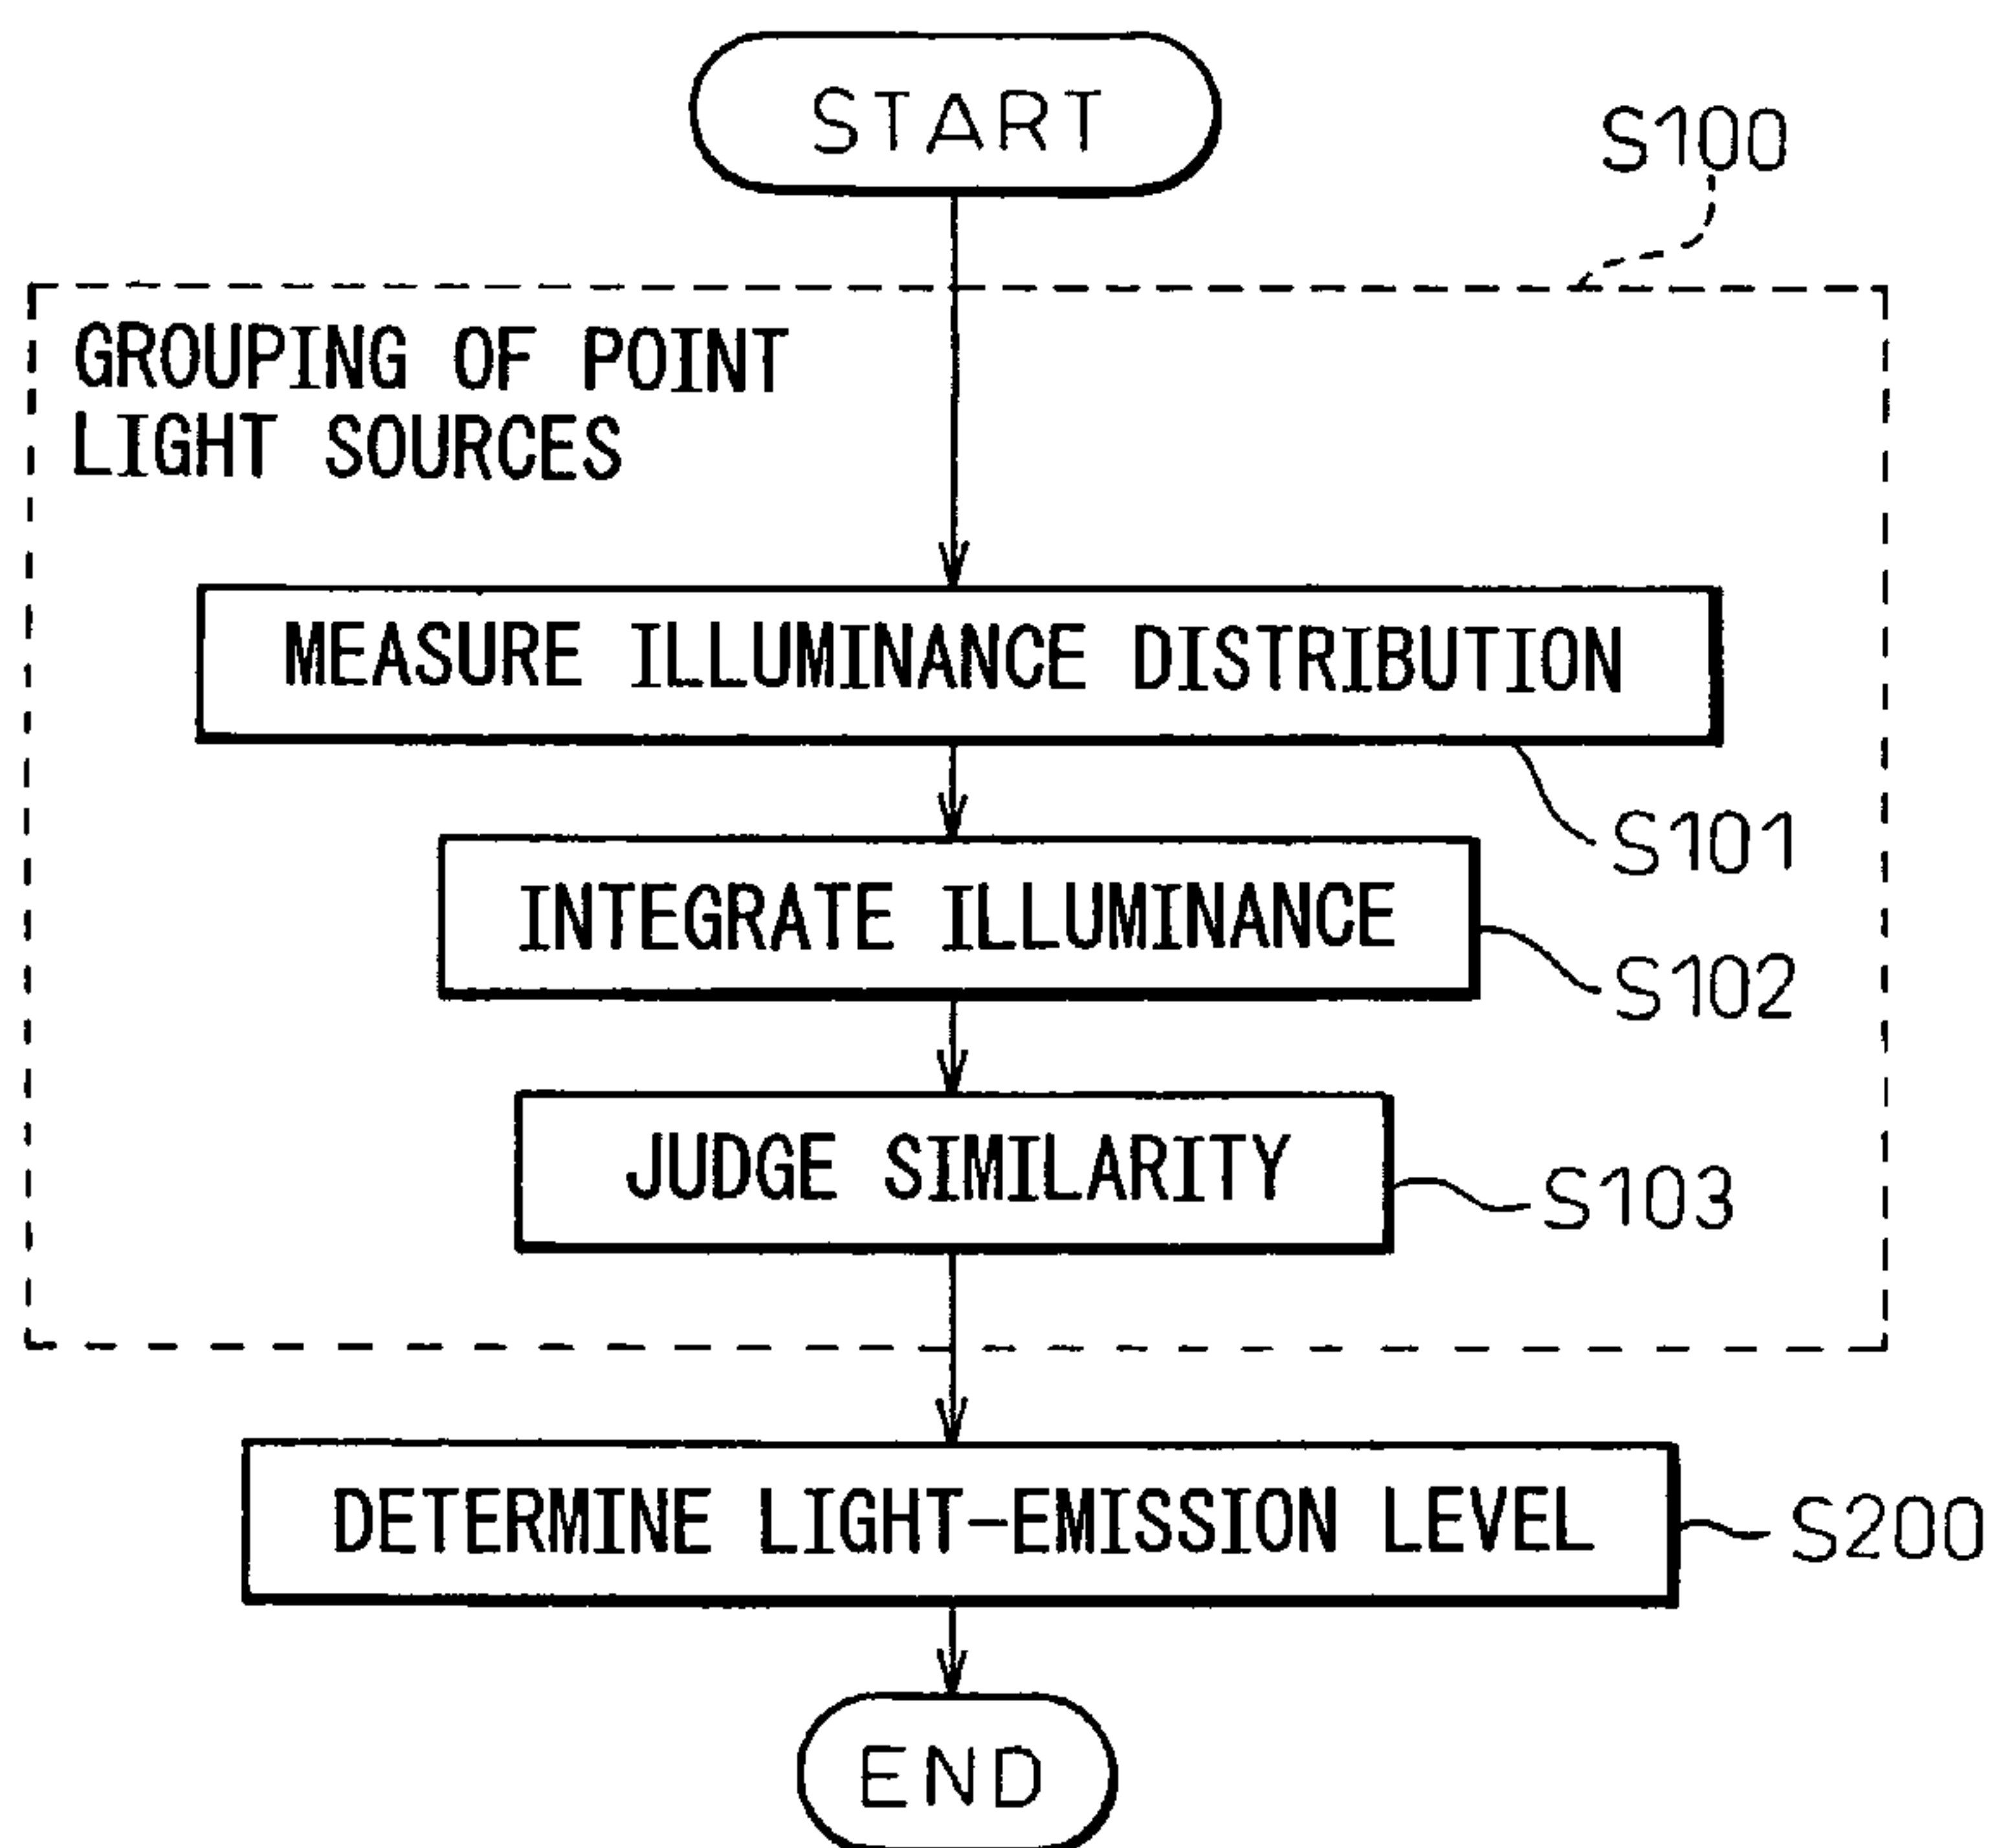 START
S100
GROUPING OF POINT
LIGHT SOURCES
MEASURE ILLUMINANCE DISTRIBUTION
S101
INTEGRATE ILLUMINANCE
S102
JUDGE SIMILARITY
S103
DETERMINE LIGHT-EMISSION LEVEL
S200
END